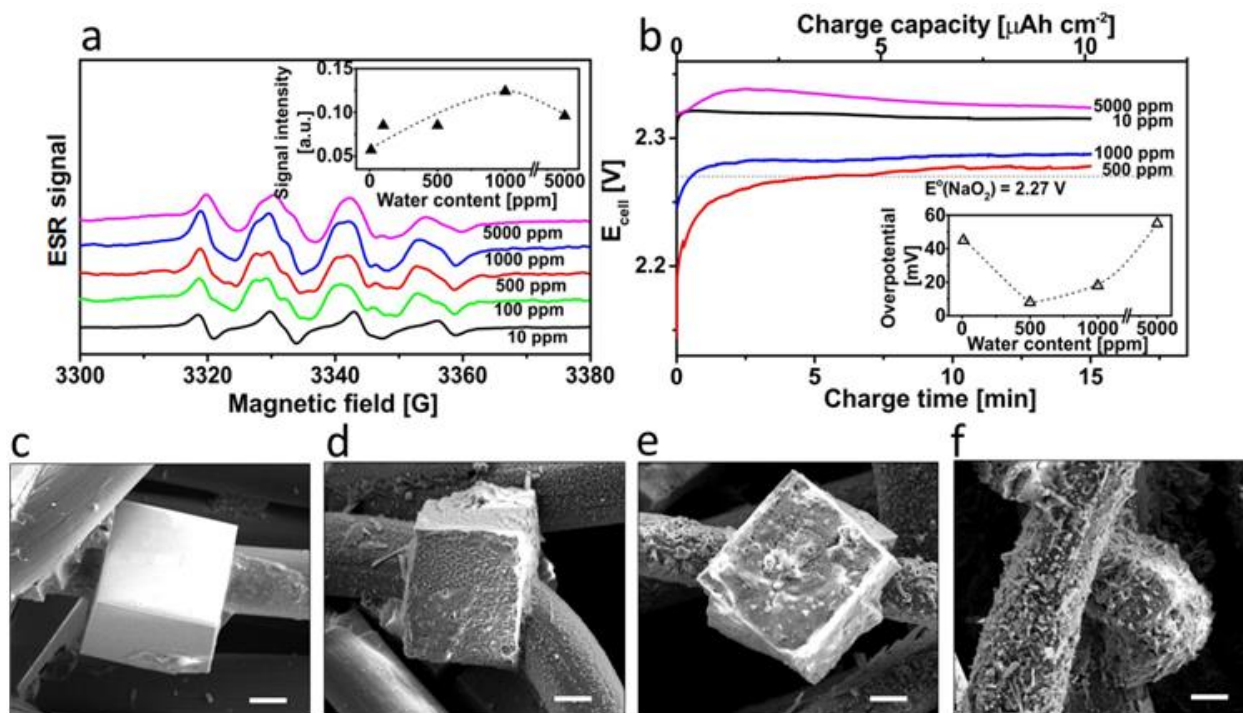 a
ESR signal
3300
3320
3340
3360
3380
Magnetic field [G]
5000 ppm
1000 ppm
500 ppm
100 ppm
10 ppm
Signal intensity
[a.u.]
0.15
0.10
0.05
0
500
1000
5000
Water content [ppm]
b
Charge capacity [µAh cm⁻²]
0
5
10
E_cell [V]
2.3
2.2
5000 ppm
10 ppm
1000 ppm
500 ppm
E°(NaO₂) = 2.27 V
Overpotential
[mV]
60
40
20
0
0
500
1000
5000
Water content [ppm]
0
5
10
15
Charge time [min]
c
d
e
f